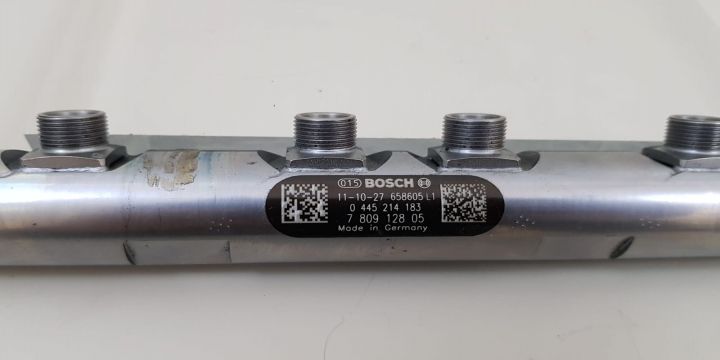 015 BOSCH
11-10-27 658605 L1
0 445 214 183
7 809 128 05
Made in Germany